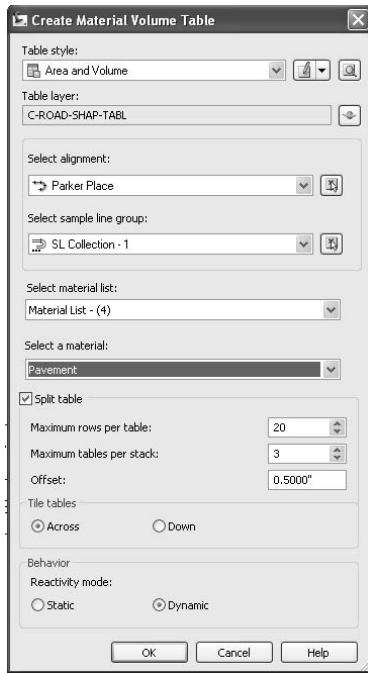 Create Material Volume Table
Table style:
Area and Volume
Table layer:
C-ROAD-SHAP-TABL
Select alignment:
Parker Place
Select sample line group:
SL Collection - 1
Select material list:
Material List - (4)
Select a material:
Pavement
Split table
Maximum rows per table: 20
Maximum tables per stack: 3
Offset: 0.5000"
Tile tables
Across Down
Behavior
Reactivity mode:
Static Dynamic
OK Cancel Help